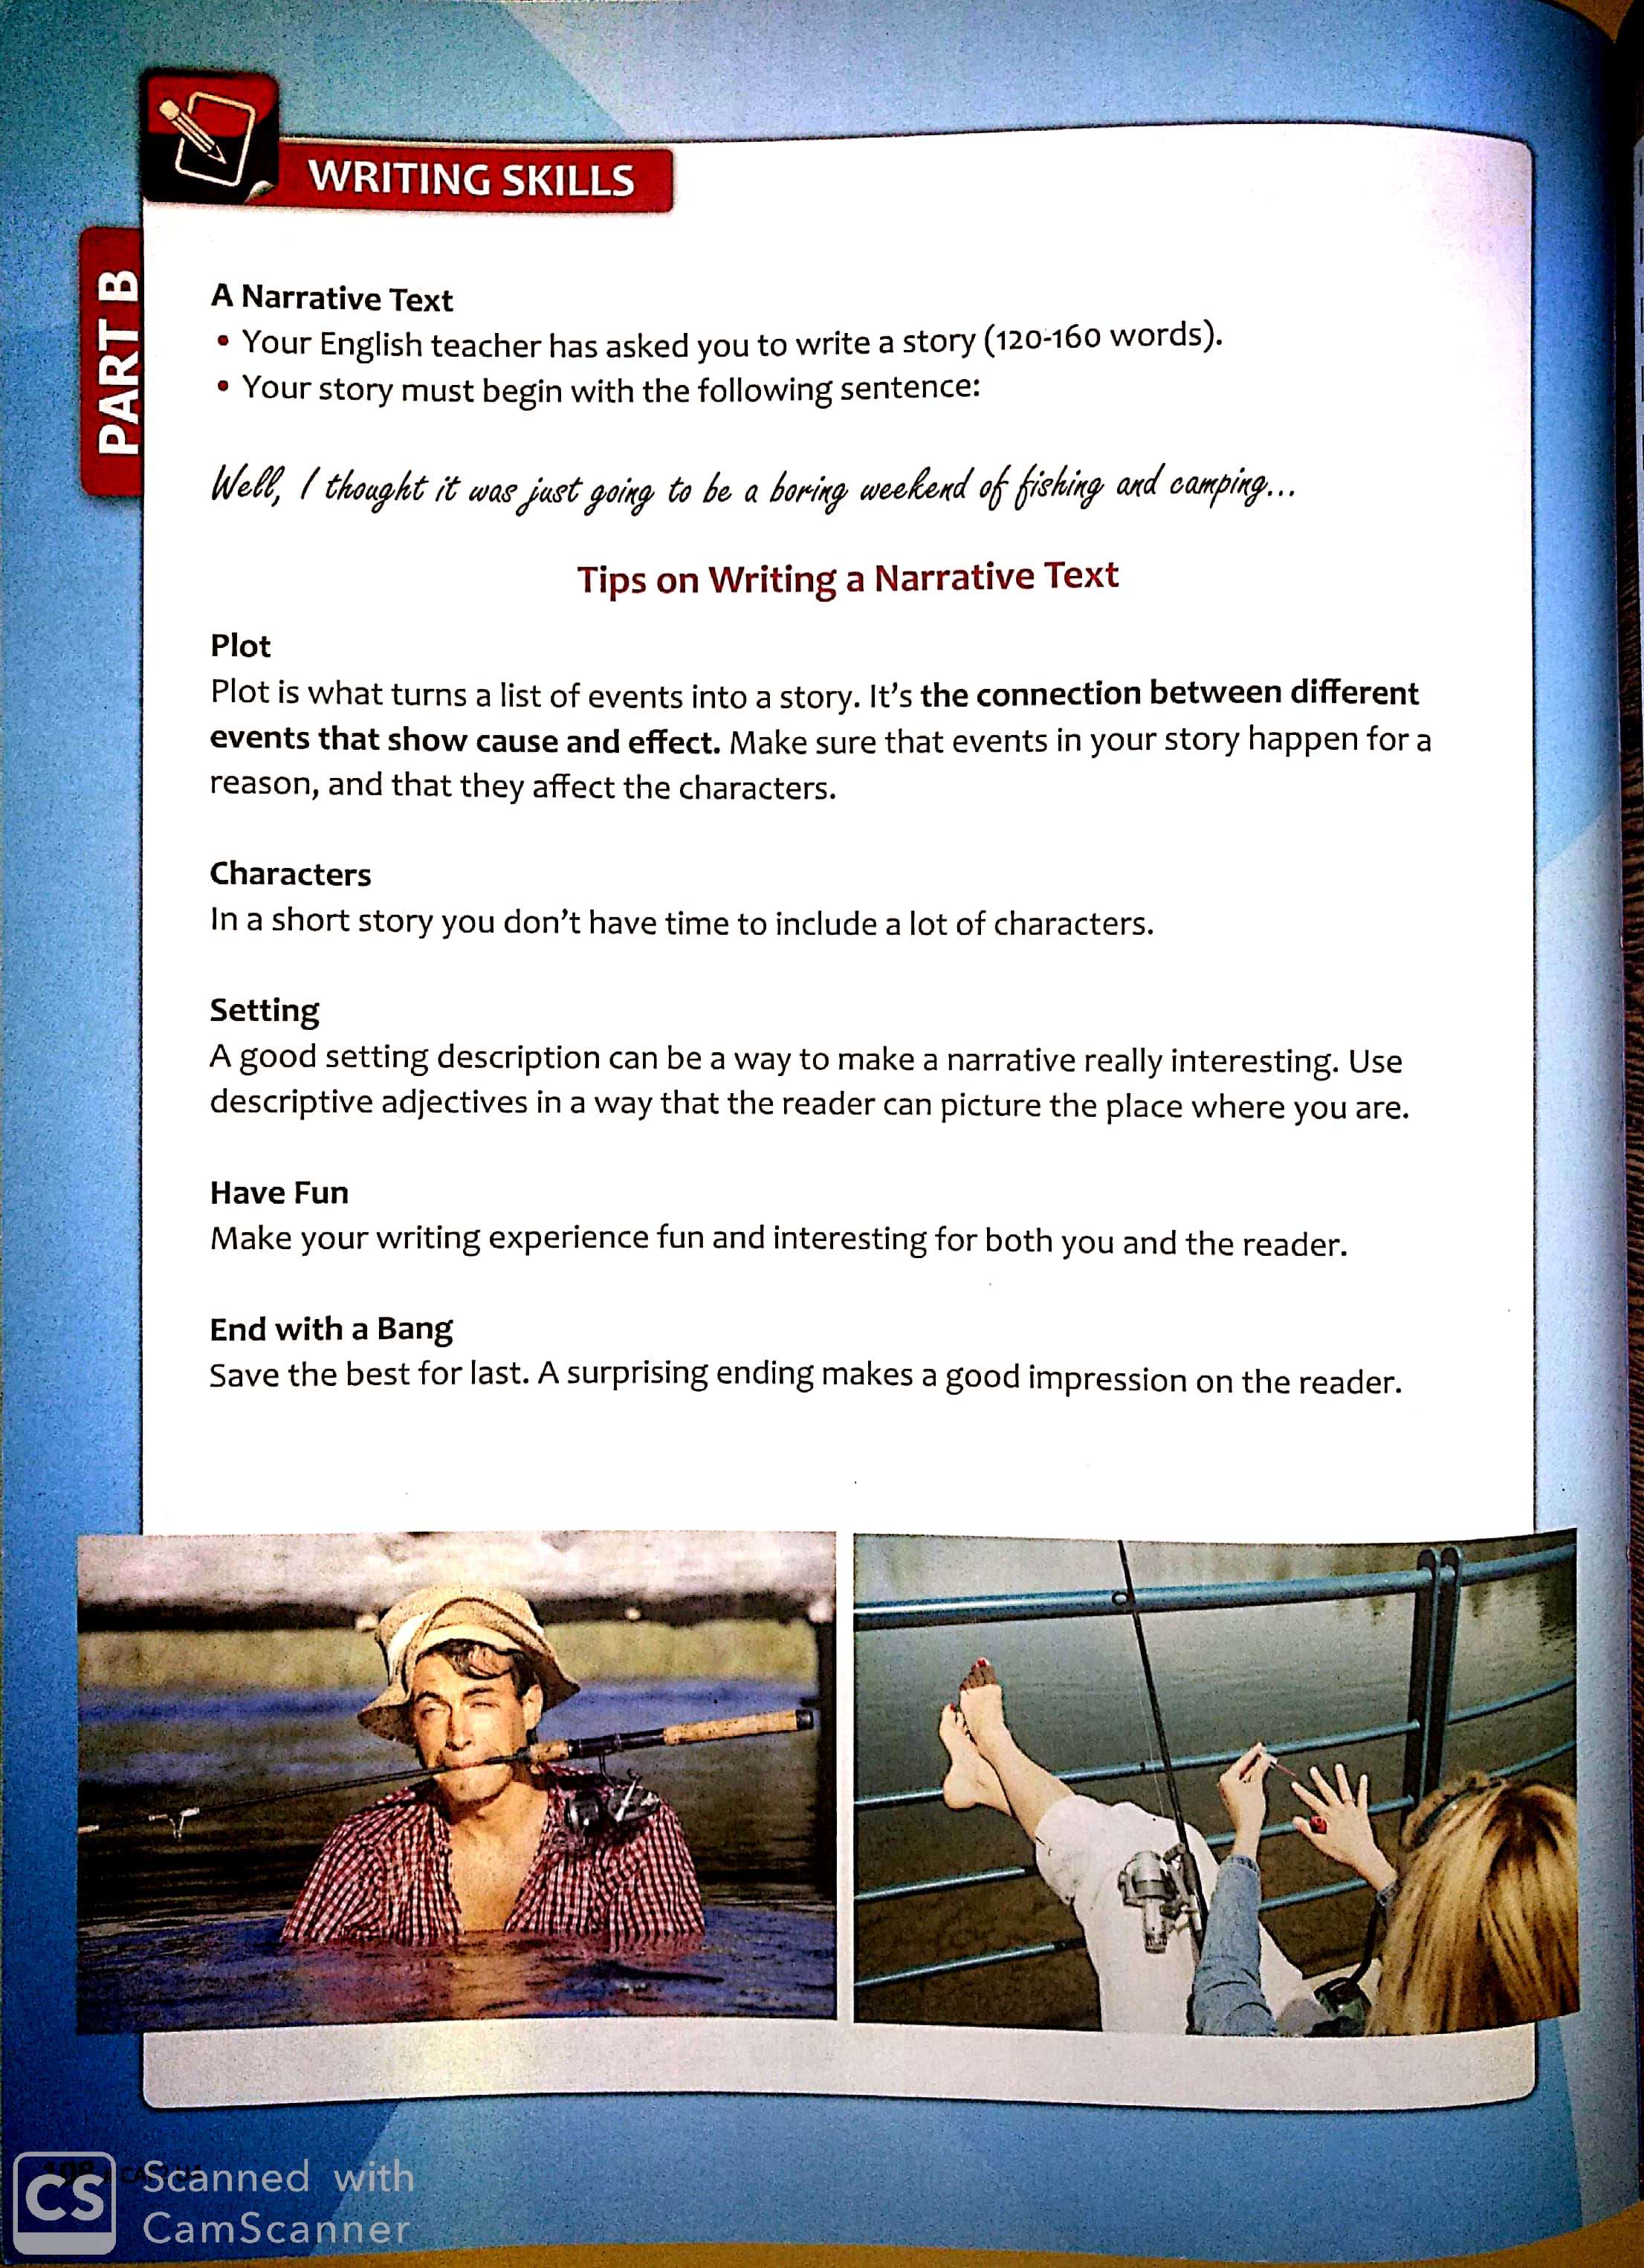 WRITING SKILLS
PART B
A Narrative Text
• Your English teacher has asked you to write a story (120-160 words).
• Your story must begin with the following sentence:
Well, I thought it was just going to be a boring weekend of fishing and camping...
Tips on Writing a Narrative Text
Plot
Plot is what turns a list of events into a story. It's the connection between different
events that show cause and effect. Make sure that events in your story happen for a
reason, and that they affect the characters.
Characters
In a short story you don't have time to include a lot of characters.
Setting
A good setting description can be a way to make a narrative really interesting. Use
descriptive adjectives in a way that the reader can picture the place where you are.
Have Fun
Make your writing experience fun and interesting for both you and the reader.
End with a Bang
Save the best for last. A surprising ending makes a good impression on the reader.
CS
Scanned with
CamScanner